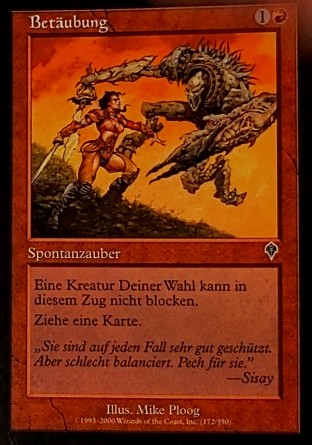 Betäubung 1
Spontanzauber
Eine Kreatur Deiner Wahl kann in
diesem Zug nicht blocken.
Ziehe eine Karte.
„Sie sind auf jeden Fall sehr gut geschützt.
Aber schlecht balanciert. Pech für sie.”
—Sisay
Illus. Mike Ploog
© 1993–2000 Wizards of the Coast, Inc. (172/350)